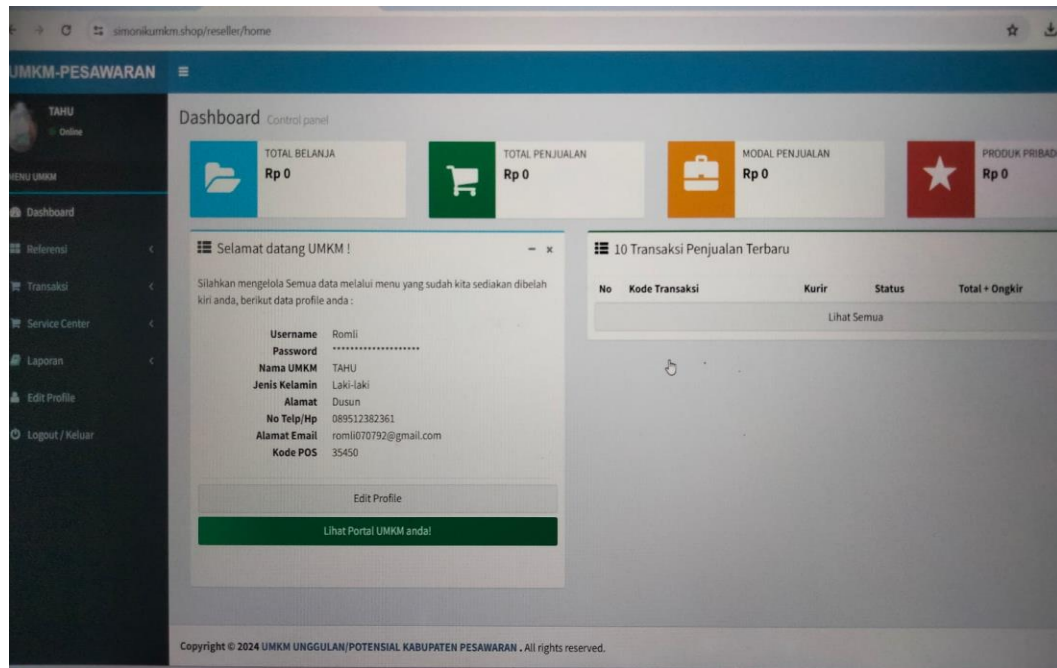 simonikumkm.shop/reseller/home
UMKM-PESAWARAN
TAHU
Online
MENU UMKM
Dashboard
Referensi
Transaksi
Service Center
Laporan
Edit Profile
Logout / Keluar
Dashboard Control panel
TOTAL BELANJA
Rp 0
TOTAL PENJUALAN
Rp 0
MODAL PENJUALAN
Rp 0
PRODUK PRIBAD
Rp 0
Selamat datang UMKM !
Silahkan mengelola Semua data melalui menu yang sudah kita sediakan dibelah
kiri anda, berikut data profile anda :
Username Romli
Password ********************
Nama UMKM TAHU
Jenis Kelamin Laki-laki
Alamat Dusun
No Telp/Hp 089512382361
Alamat Email romli070792@gmail.com
Kode POS 35450
Edit Profile
Lihat Portal UMKM anda!
10 Transaksi Penjualan Terbaru
No Kode Transaksi Kurir Status Total + Ongkir
Lihat Semua
Copyright © 2024 UMKM UNGGULAN/POTENSIAL KABUPATEN PESAWARAN . All rights reserved.